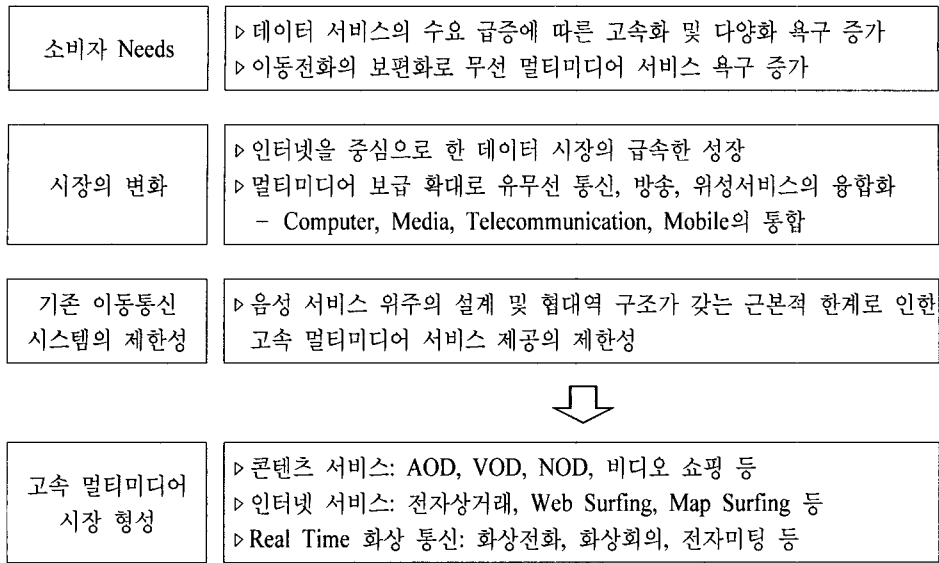 소비자 Needs
▷데이터 서비스의 수요 급증에 따른 고속화 및 다양화 욕구 증가
▷이동전화의 보편화로 무선 멀티미디어 서비스 욕구 증가
시장의 변화
▷인터넷을 중심으로 한 데이터 시장의 급속한 성장
▷멀티미디어 보급 확대로 유무선 통신, 방송, 위성서비스의 융합화
- Computer, Media, Telecommunication, Mobile의 통합
기존 이동통신
시스템의 제한성
▷음성 서비스 위주의 설계 및 협대역 구조가 갖는 근본적 한계로 인한
고속 멀티미디어 서비스 제공의 제한성
고속 멀티미디어
시장 형성
▷콘텐츠 서비스: AOD, VOD, NOD, 비디오 쇼핑 등
▷인터넷 서비스: 전자상거래, Web Surfing, Map Surfing 등
▷Real Time 화상 통신: 화상전화, 화상회의, 전자미팅 등